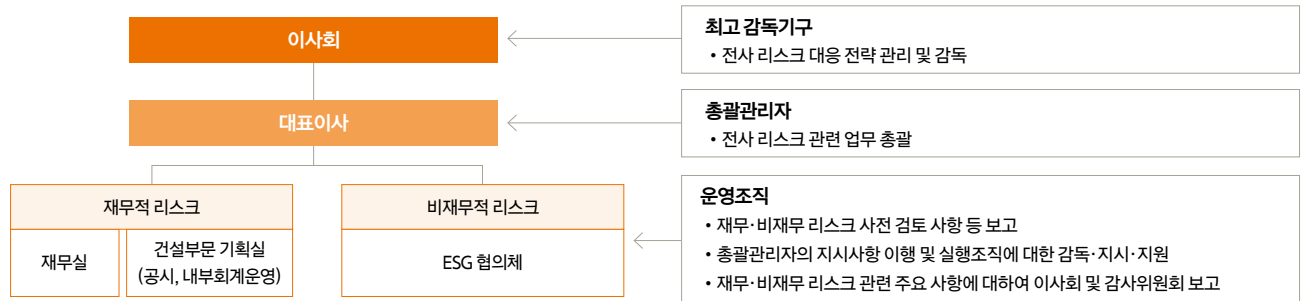 이사회
최고 감독기구
• 전사 리스크 대응 전략 관리 및 감독
대표이사
총괄관리자
• 전사 리스크 관련 업무 총괄
재무적 리스크
비재무적 리스크
재무실
건설부문 기획실
(공시, 내부회계운영)
ESG 협의체
운영조직
• 재무·비재무 리스크 사전 검토 사항 등 보고
• 총괄관리자의 지시사항 이행 및 실행조직에 대한 감독·지시·지원
• 재무·비재무 리스크 관련 주요 사항에 대하여 이사회 및 감사위원회 보고